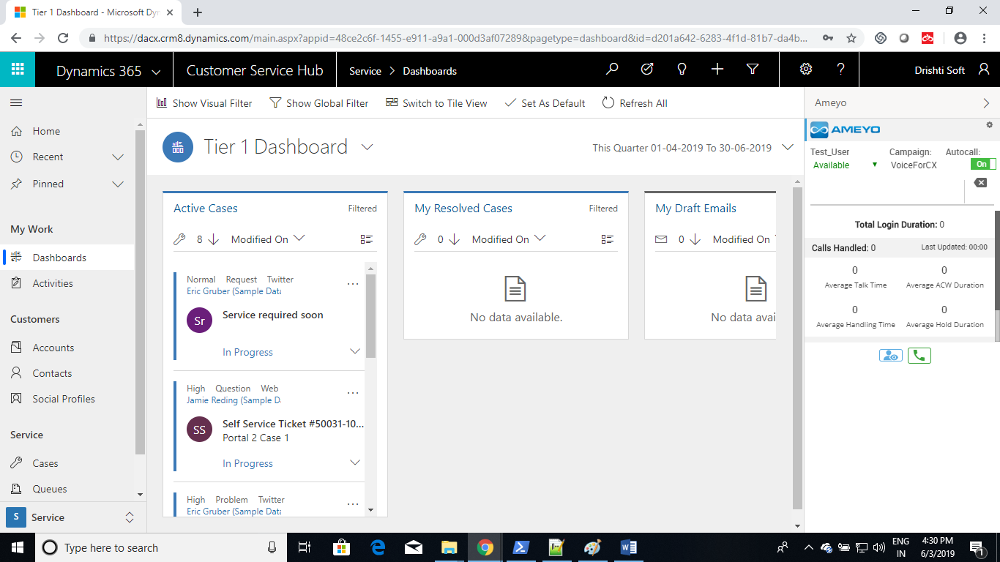 Tier 1 Dashboard - Microsoft Dyn
https://dacx.crm8.dynamics.com/main.aspx?appid=48ce2c6f-1455-e911-a9a1-000d3af07289&pagetype=dashboard&id=d201a642-6283-4f1d-81b7-da4b...
Dynamics 365
Customer Service Hub
Service > Dashboards
Drishti Soft
Show Visual Filter
Show Global Filter
Switch to Tile View
Set As Default
Refresh All
Home
Recent
Pinned
My Work
Dashboards
Activities
Customers
Accounts
Contacts
Social Profiles
Service
Cases
Queues
S Service
Tier 1 Dashboard
This Quarter 01-04-2019 To 30-06-2019
Active Cases Filtered
8 Modified On
Normal Request Twitter
Eric Gruber (Sample Data
Sr Service required soon
In Progress
High Question Web
Jamie Reding (Sample D
SS Self Service Ticket #50031-10...
Portal 2 Case 1
In Progress
High Problem Twitter
Eric Gruber (Sample Data
My Resolved Cases Filtered
0 Modified On
No data available.
My Draft Emails
0 Modified On
No data avai
Ameyo
AMEYO
Test_User Campaign: Autocall:
Available VoiceForCX On
Total Login Duration: 0
Calls Handled: 0 Last Updated: 00:00
0 0
Average Talk Time Average ACW Duration
0 0
Average Handling Time Average Hold Duration
Type here to search
ENG
IN
4:30 PM
6/3/2019
1